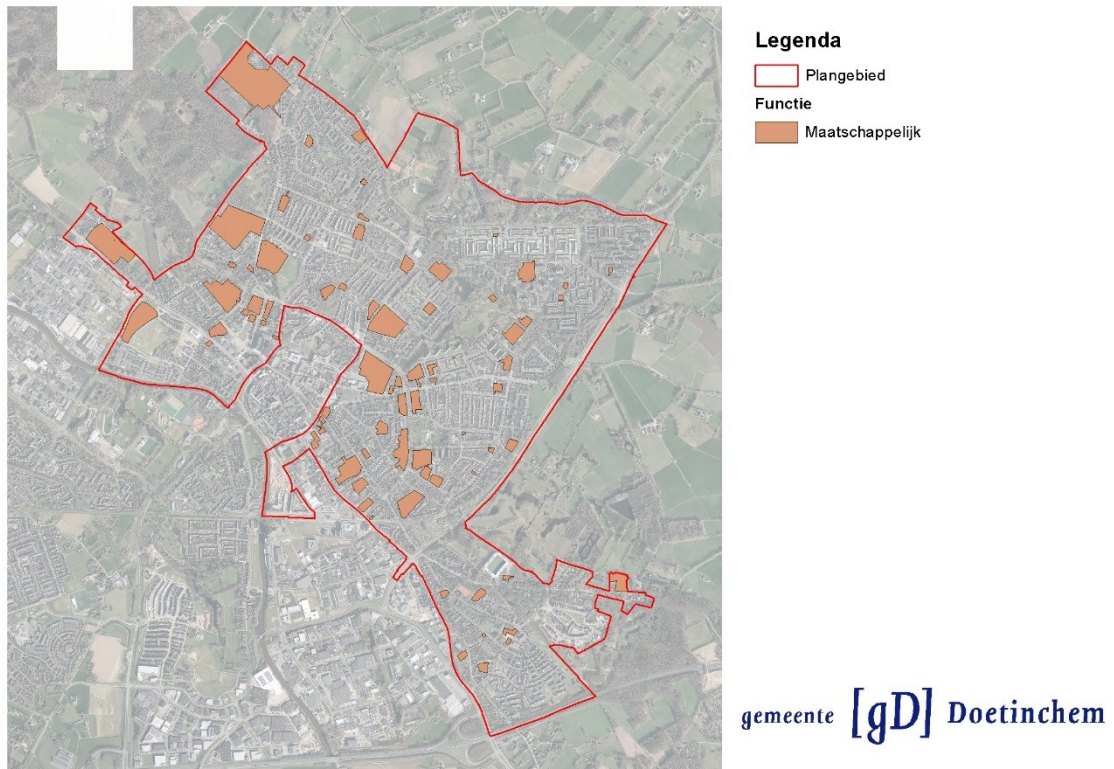 Legenda
Plangebied
Functie
Maatschappelijk
gemeente [gD] Doetinchem